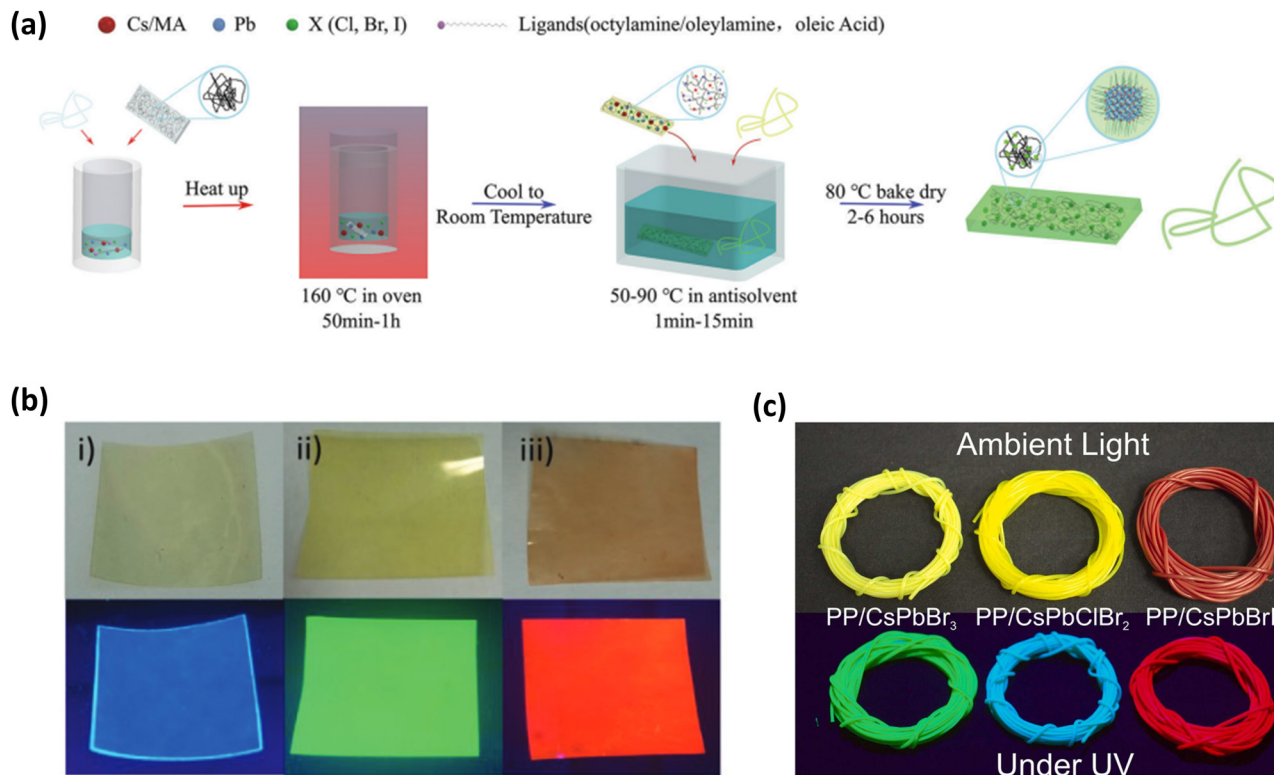 (a)
Cs/MA
Pb
X (Cl, Br, I)
Ligands(octylamine/oleylamine, oleic Acid)
Heat up
160 ℃ in oven
50min-1h
Cool to
Room Temperature
50-90 ℃ in antisolvent
1min-15min
80 ℃ bake dry
2-6 hours
(b)
i)
ii)
iii)
(c)
Ambient Light
PP/CsPbBr₃
PP/CsPbClBr₂
PP/CsPbBrI
Under UV